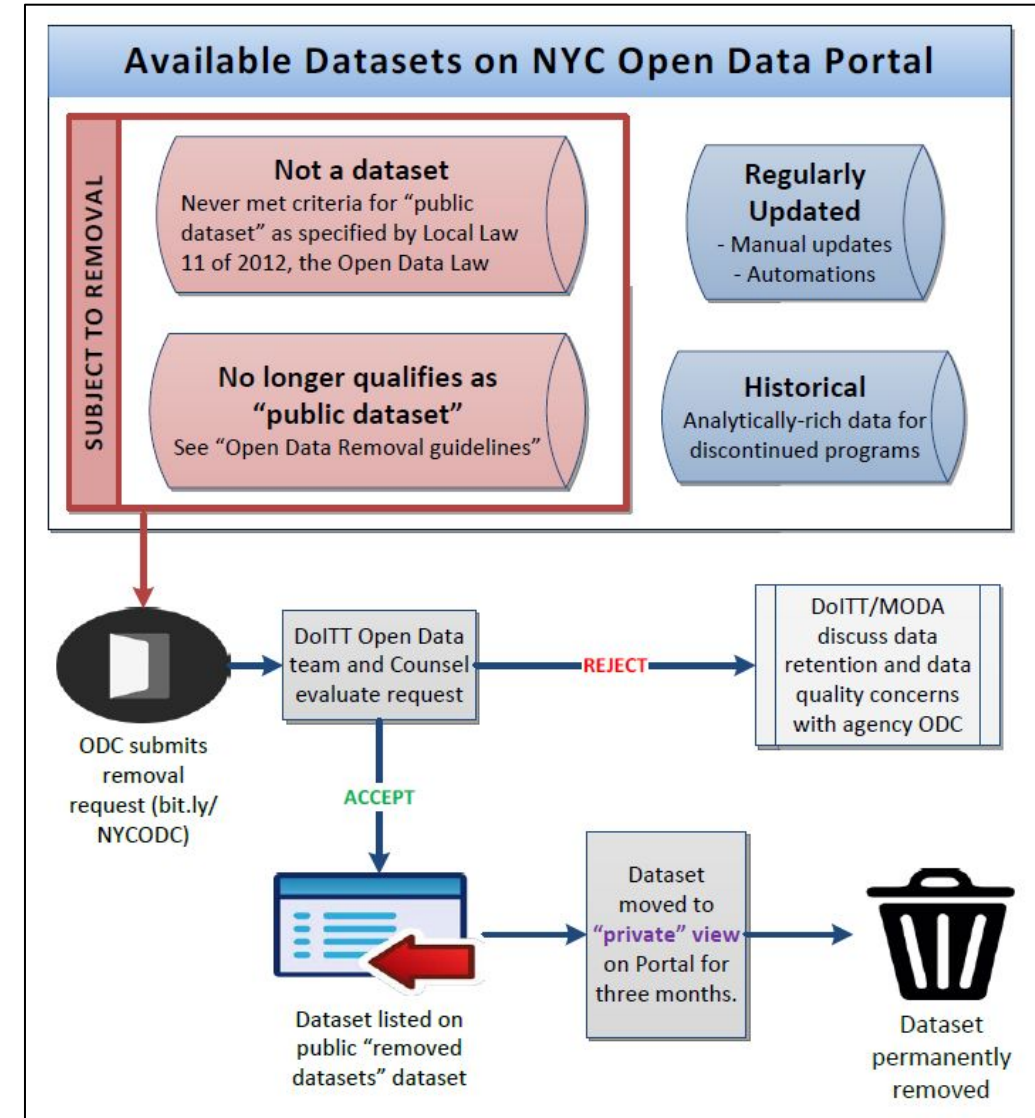 Available Datasets on NYC Open Data Portal
SUBJECT TO REMOVAL
Not a dataset
Never met criteria for “public
dataset” as specified by Local Law
11 of 2012, the Open Data Law
Regularly
Updated
- Manual updates
- Automations
No longer qualifies as
“public dataset”
See “Open Data Removal guidelines”
Historical
Analytically-rich data for
discontinued programs
ODC submits
removal
request (bit.ly/
NYCODC)
DoITT Open Data
team and Counsel
evaluate request
REJECT
DoITT/MODA
discuss data
retention and data
quality concerns
with agency ODC
ACCEPT
Dataset listed on
public “removed
datasets” dataset
Dataset
moved to
“private” view
on Portal for
three months.
Dataset
permanently
removed